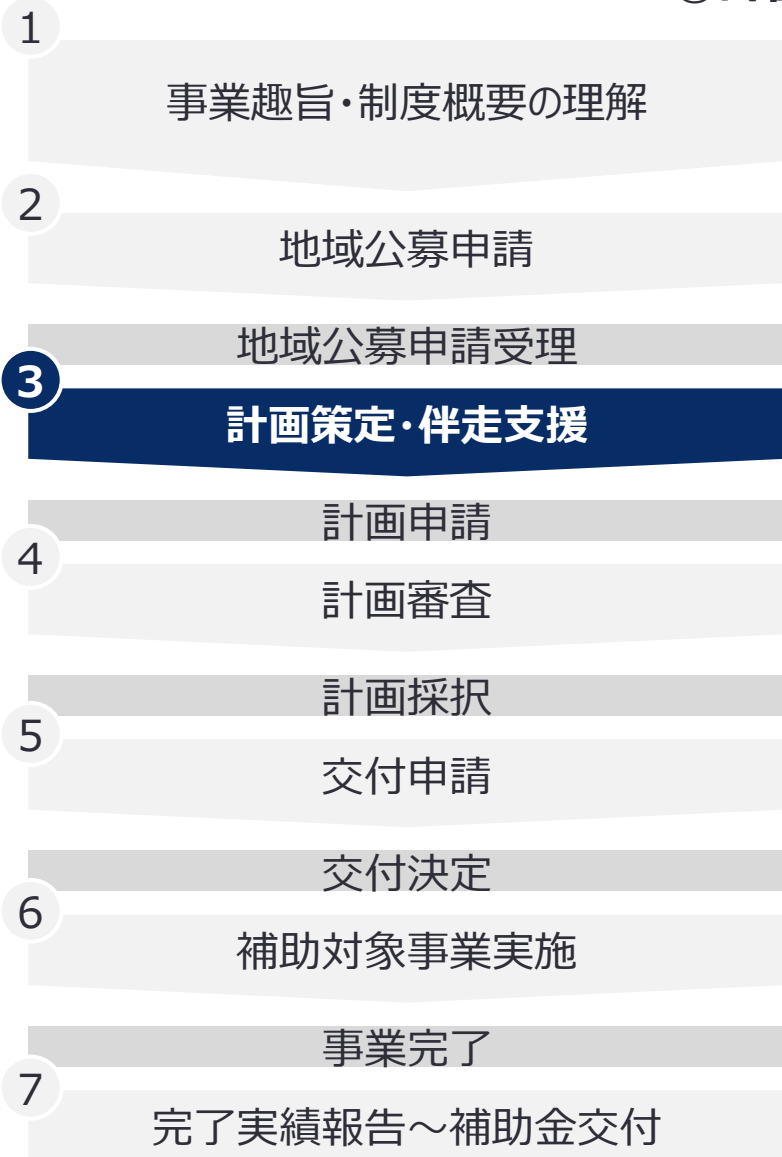 1
事業趣旨・制度概要の理解
2
地域公募申請
地域公募申請受理
3
計画策定・伴走支援
計画申請
4
計画審査
計画採択
5
交付申請
交付決定
6
補助対象事業実施
事業完了
7
完了実績報告～補助金交付